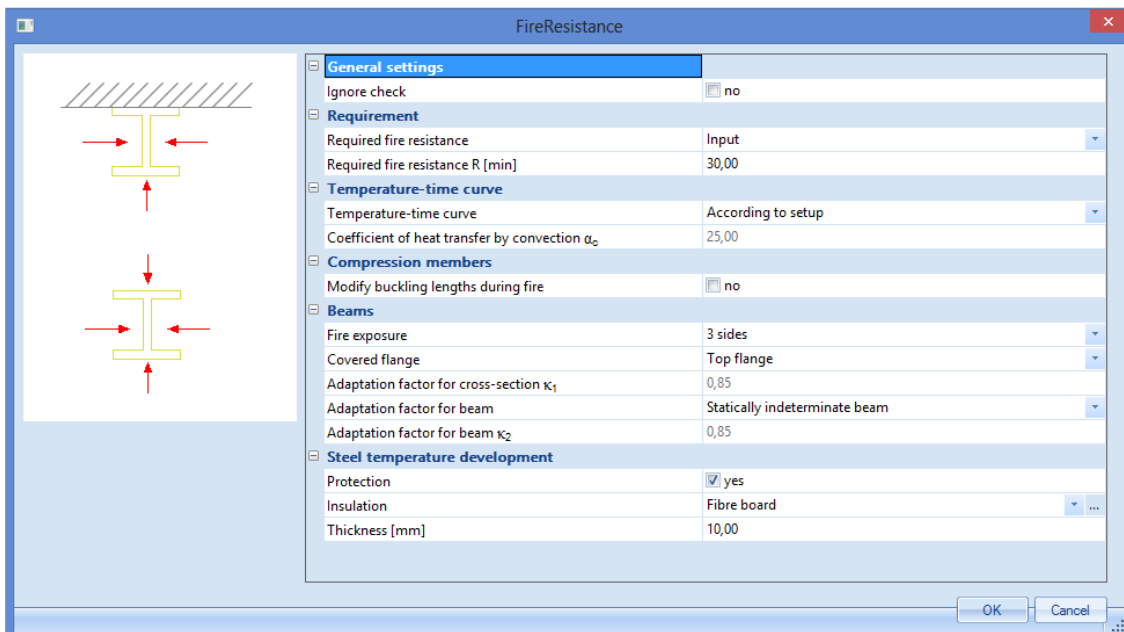 FireResistance
General settings
Ignore check no
Requirement
Required fire resistance Input
Required fire resistance R [min] 30,00
Temperature-time curve
Temperature-time curve According to setup
Coefficient of heat transfer by convection αc 25,00
Compression members
Modify buckling lengths during fire no
Beams
Fire exposure 3 sides
Covered flange Top flange
Adaptation factor for cross-section κ1 0,85
Adaptation factor for beam Statically indeterminate beam
Adaptation factor for beam κ2 0,85
Steel temperature development
Protection yes
Insulation Fibre board ...
Thickness [mm] 10,00
OK Cancel